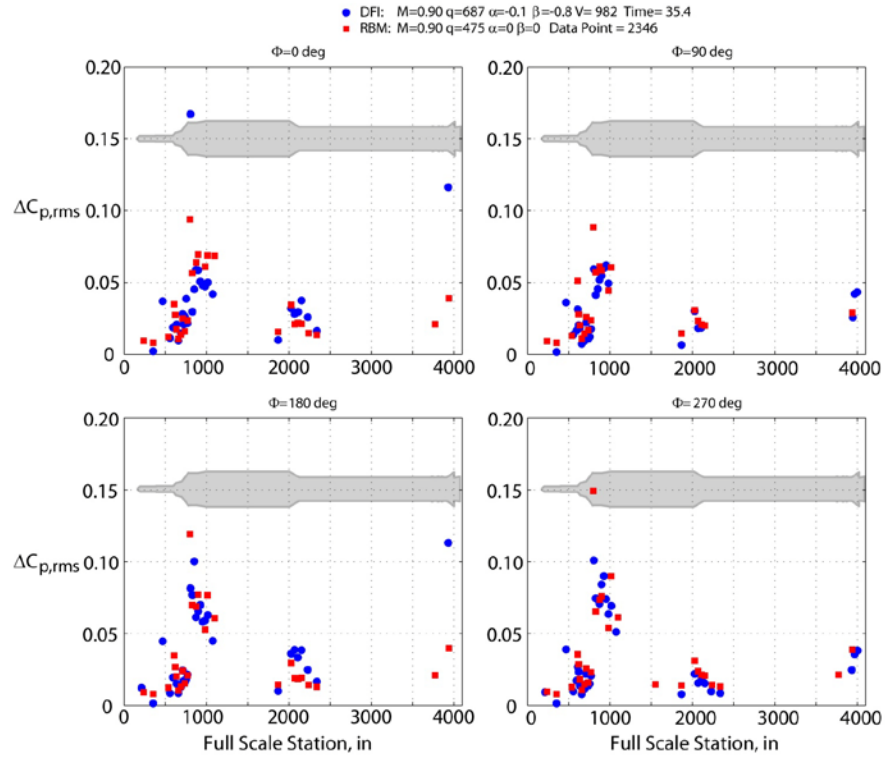 DFI: M=0.90 q=687 α=-0.1 β=-0.8 V= 982 Time= 35.4
RBM: M=0.90 q=475 α=0 β=0 Data Point = 2346
Φ=0 deg
Φ=90 deg
0.20
0.15
0.10
0.05
0
ΔCp,rms
0 1000 2000 3000 4000
0.20
0.15
0.10
0.05
0
0 1000 2000 3000 4000
Φ=180 deg
Φ=270 deg
0.20
0.15
0.10
0.05
0
ΔCp,rms
0 1000 2000 3000 4000
Full Scale Station, in
0.20
0.15
0.10
0.05
0
0 1000 2000 3000 4000
Full Scale Station, in